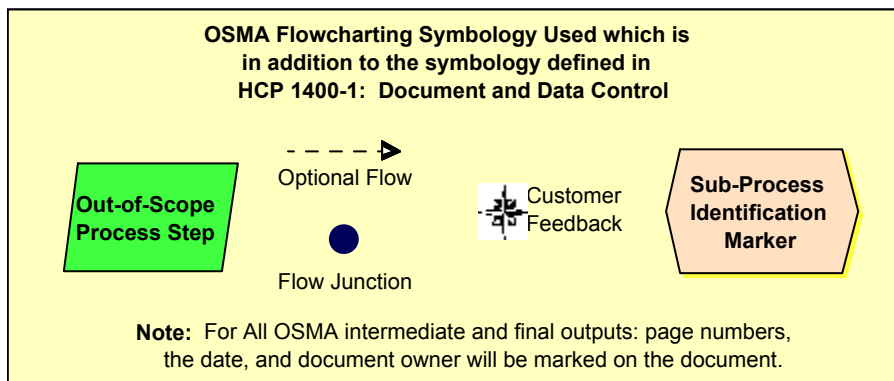 OSMA Flowcharting Symbology Used which is
in addition to the symbology defined in
HCP 1400-1: Document and Data Control
Out-of-Scope
Process Step
Optional Flow
Flow Junction
Customer
Feedback
Sub-Process
Identification
Marker
Note: For All OSMA intermediate and final outputs: page numbers,
the date, and document owner will be marked on the document.